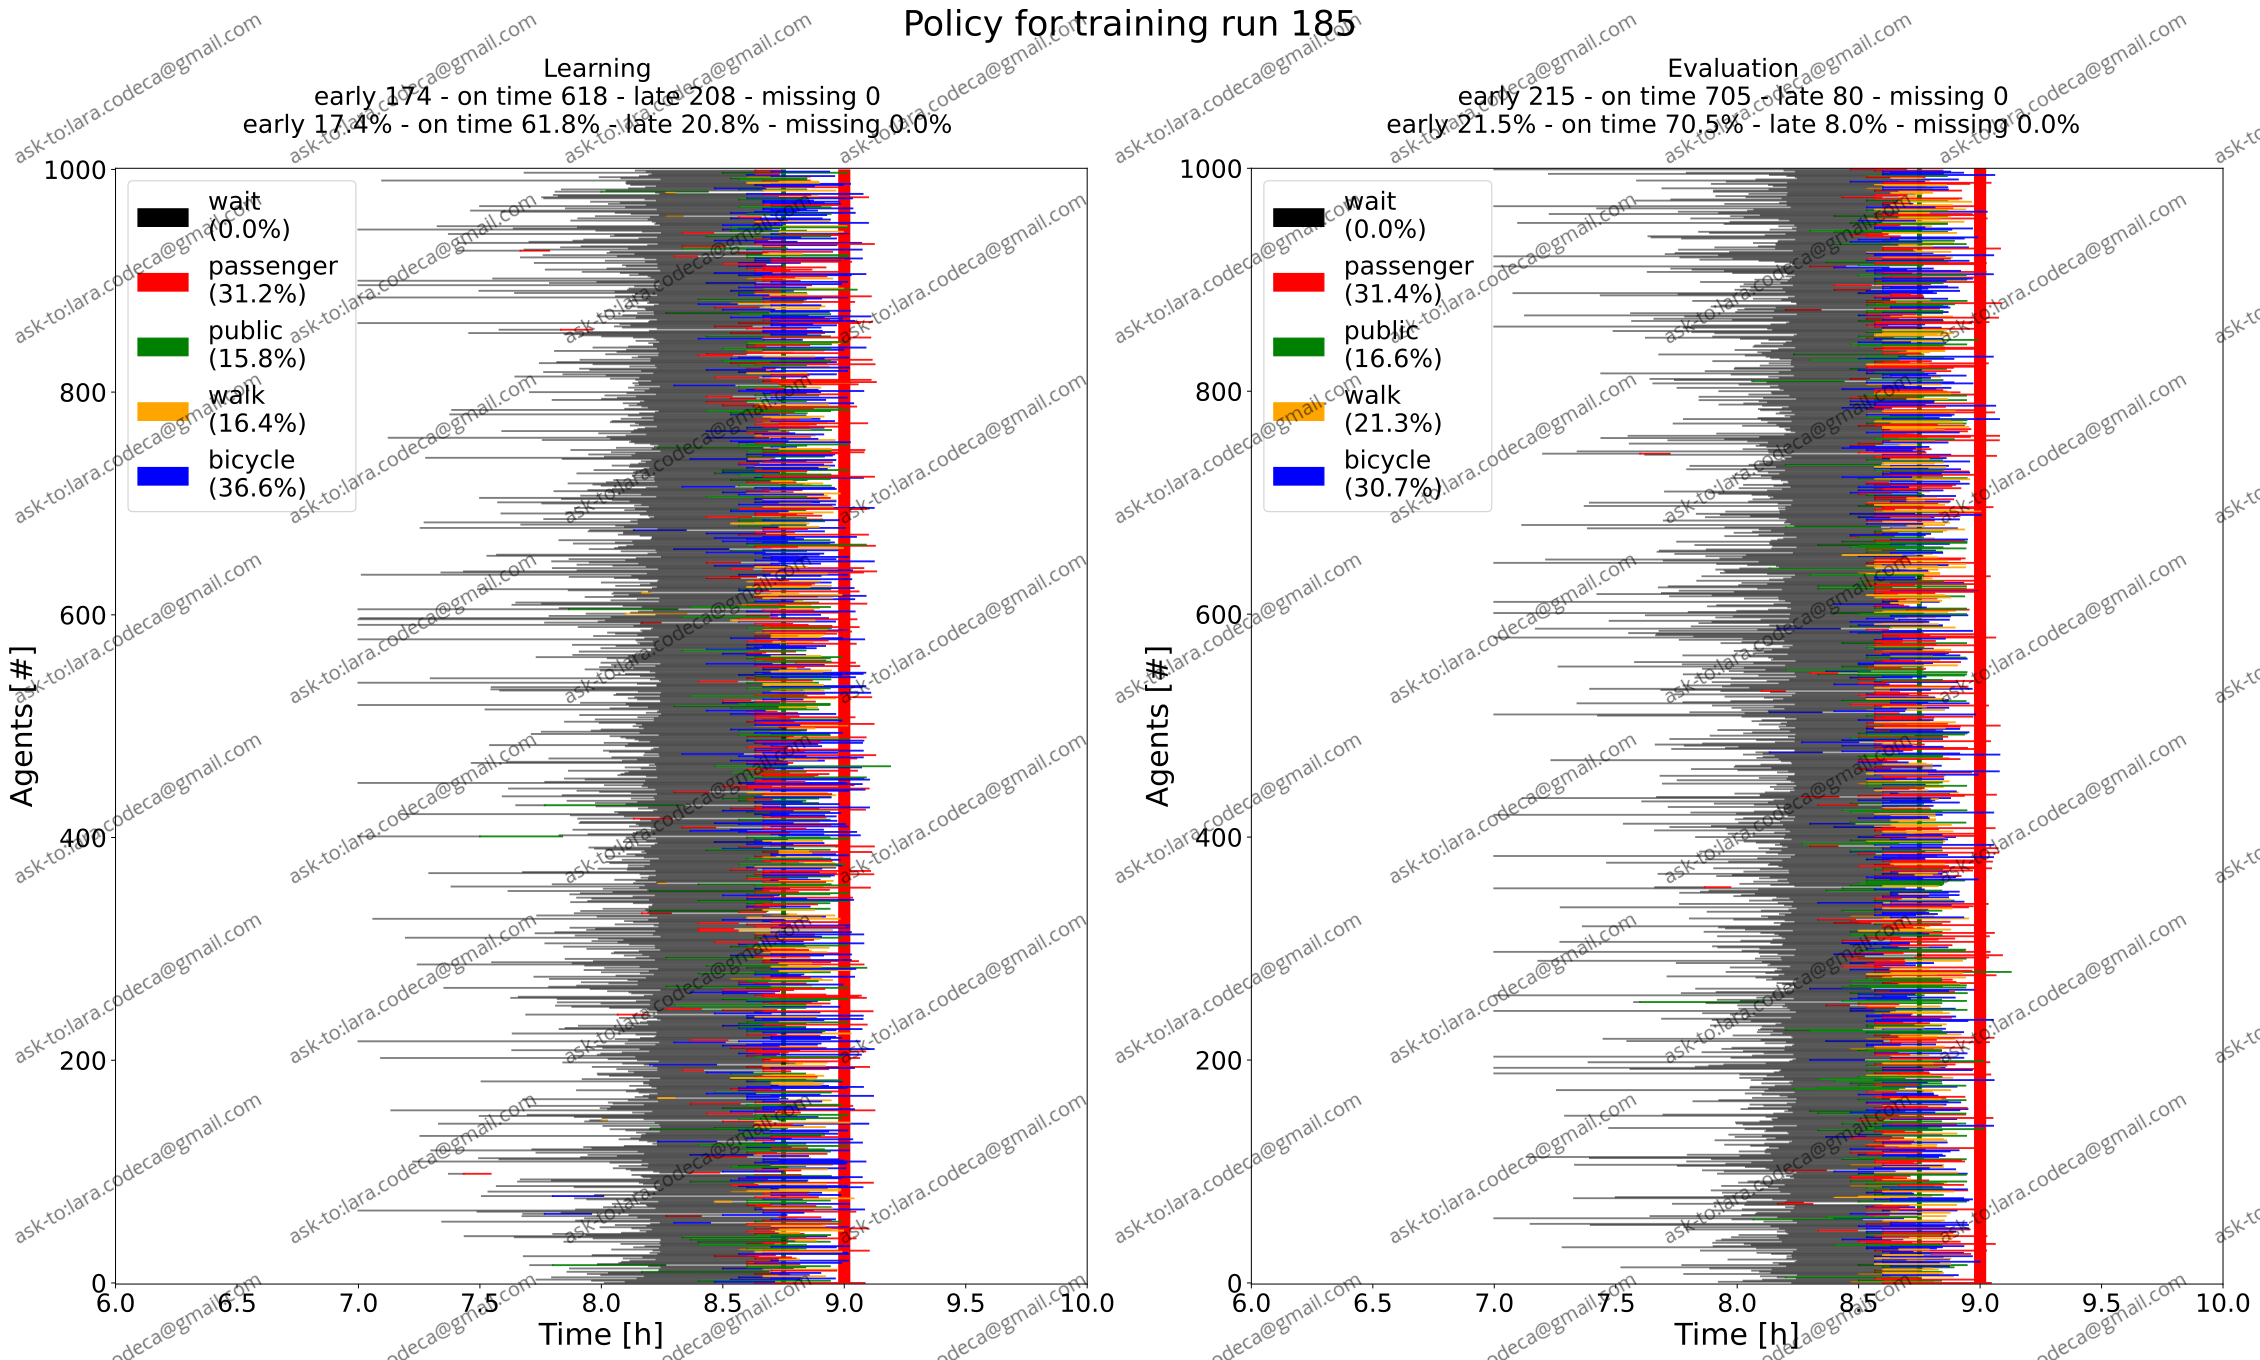 Policy for training run 185
Learning
early 174 - on time 618 - late 208 - missing 0
early 17.4% - on time 61.8% - late 20.8% - missing 0.0%
1000
800
600
400
200
0
Agents [#]
wait
(0.0%)
passenger
(31.2%)
public
(15.8%)
walk
(16.4%)
bicycle
(36.6%)
6.0 6.5 7.0 7.5 8.0 8.5 9.0 9.5 10.0
Time [h]
Evaluation
early 215 - on time 705 - late 80 - missing 0
early 21.5% - on time 70.5% - late 8.0% - missing 0.0%
1000
800
600
400
200
0
Agents [#]
wait
(0.0%)
passenger
(31.4%)
public
(16.6%)
walk
(21.3%)
bicycle
(30.7%)
6.0 6.5 7.0 7.5 8.0 8.5 9.0 9.5 10.0
Time [h]
ask-to:lara.codeca@gmail.com